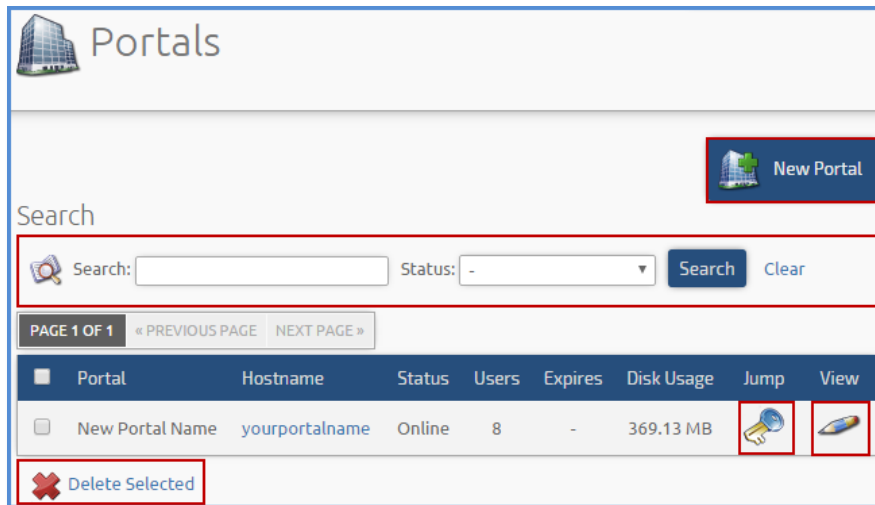 Portals
New Portal
Search
Search: Status: - Search Clear
PAGE 1 OF 1 « PREVIOUS PAGE NEXT PAGE »
Portal Hostname Status Users Expires Disk Usage Jump View
New Portal Name yourportalname Online 8 - 369.13 MB
Delete Selected